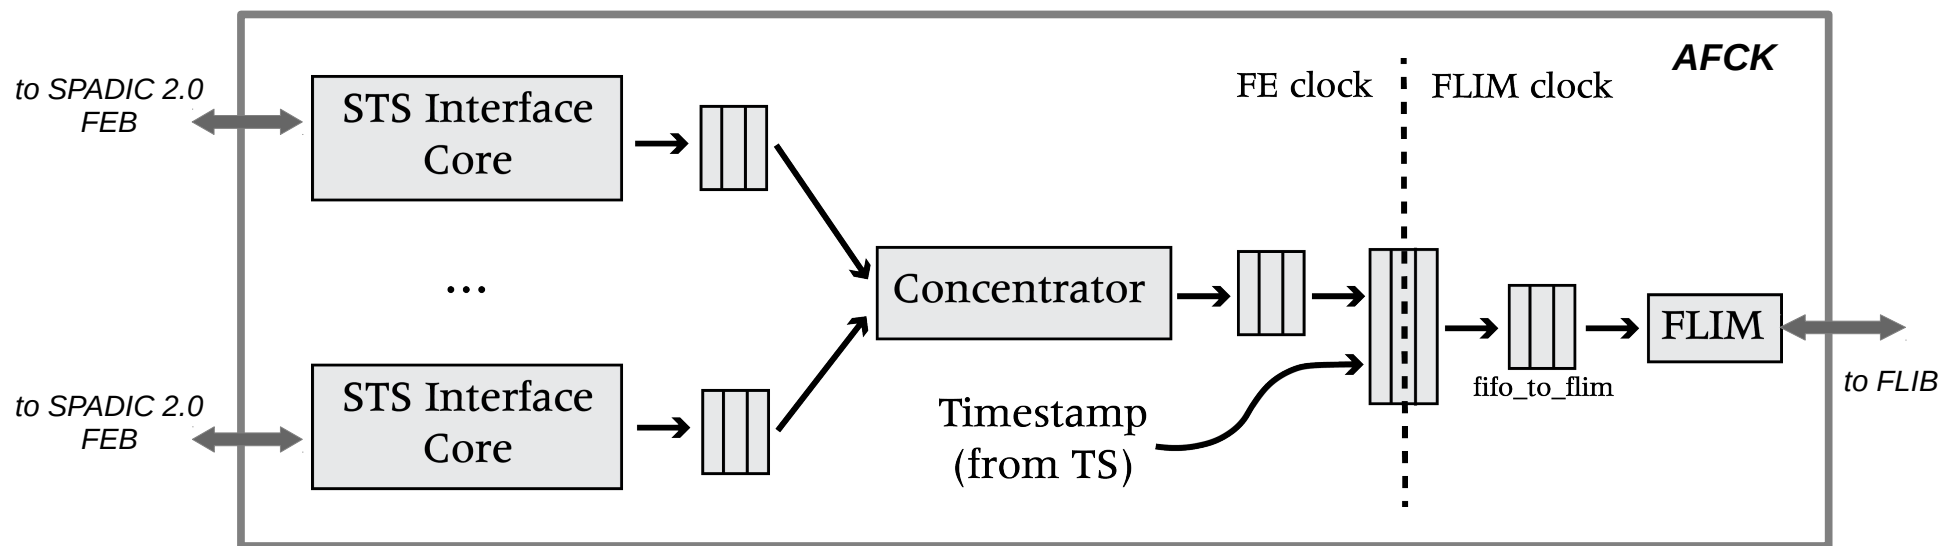 AFCK
to SPADIC 2.0
FEB
STS Interface
Core
FE clock
FLIM clock
...
Concentrator
FLIM
to FLIB
fifo_to_flim
to SPADIC 2.0
FEB
STS Interface
Core
Timestamp
(from TS)